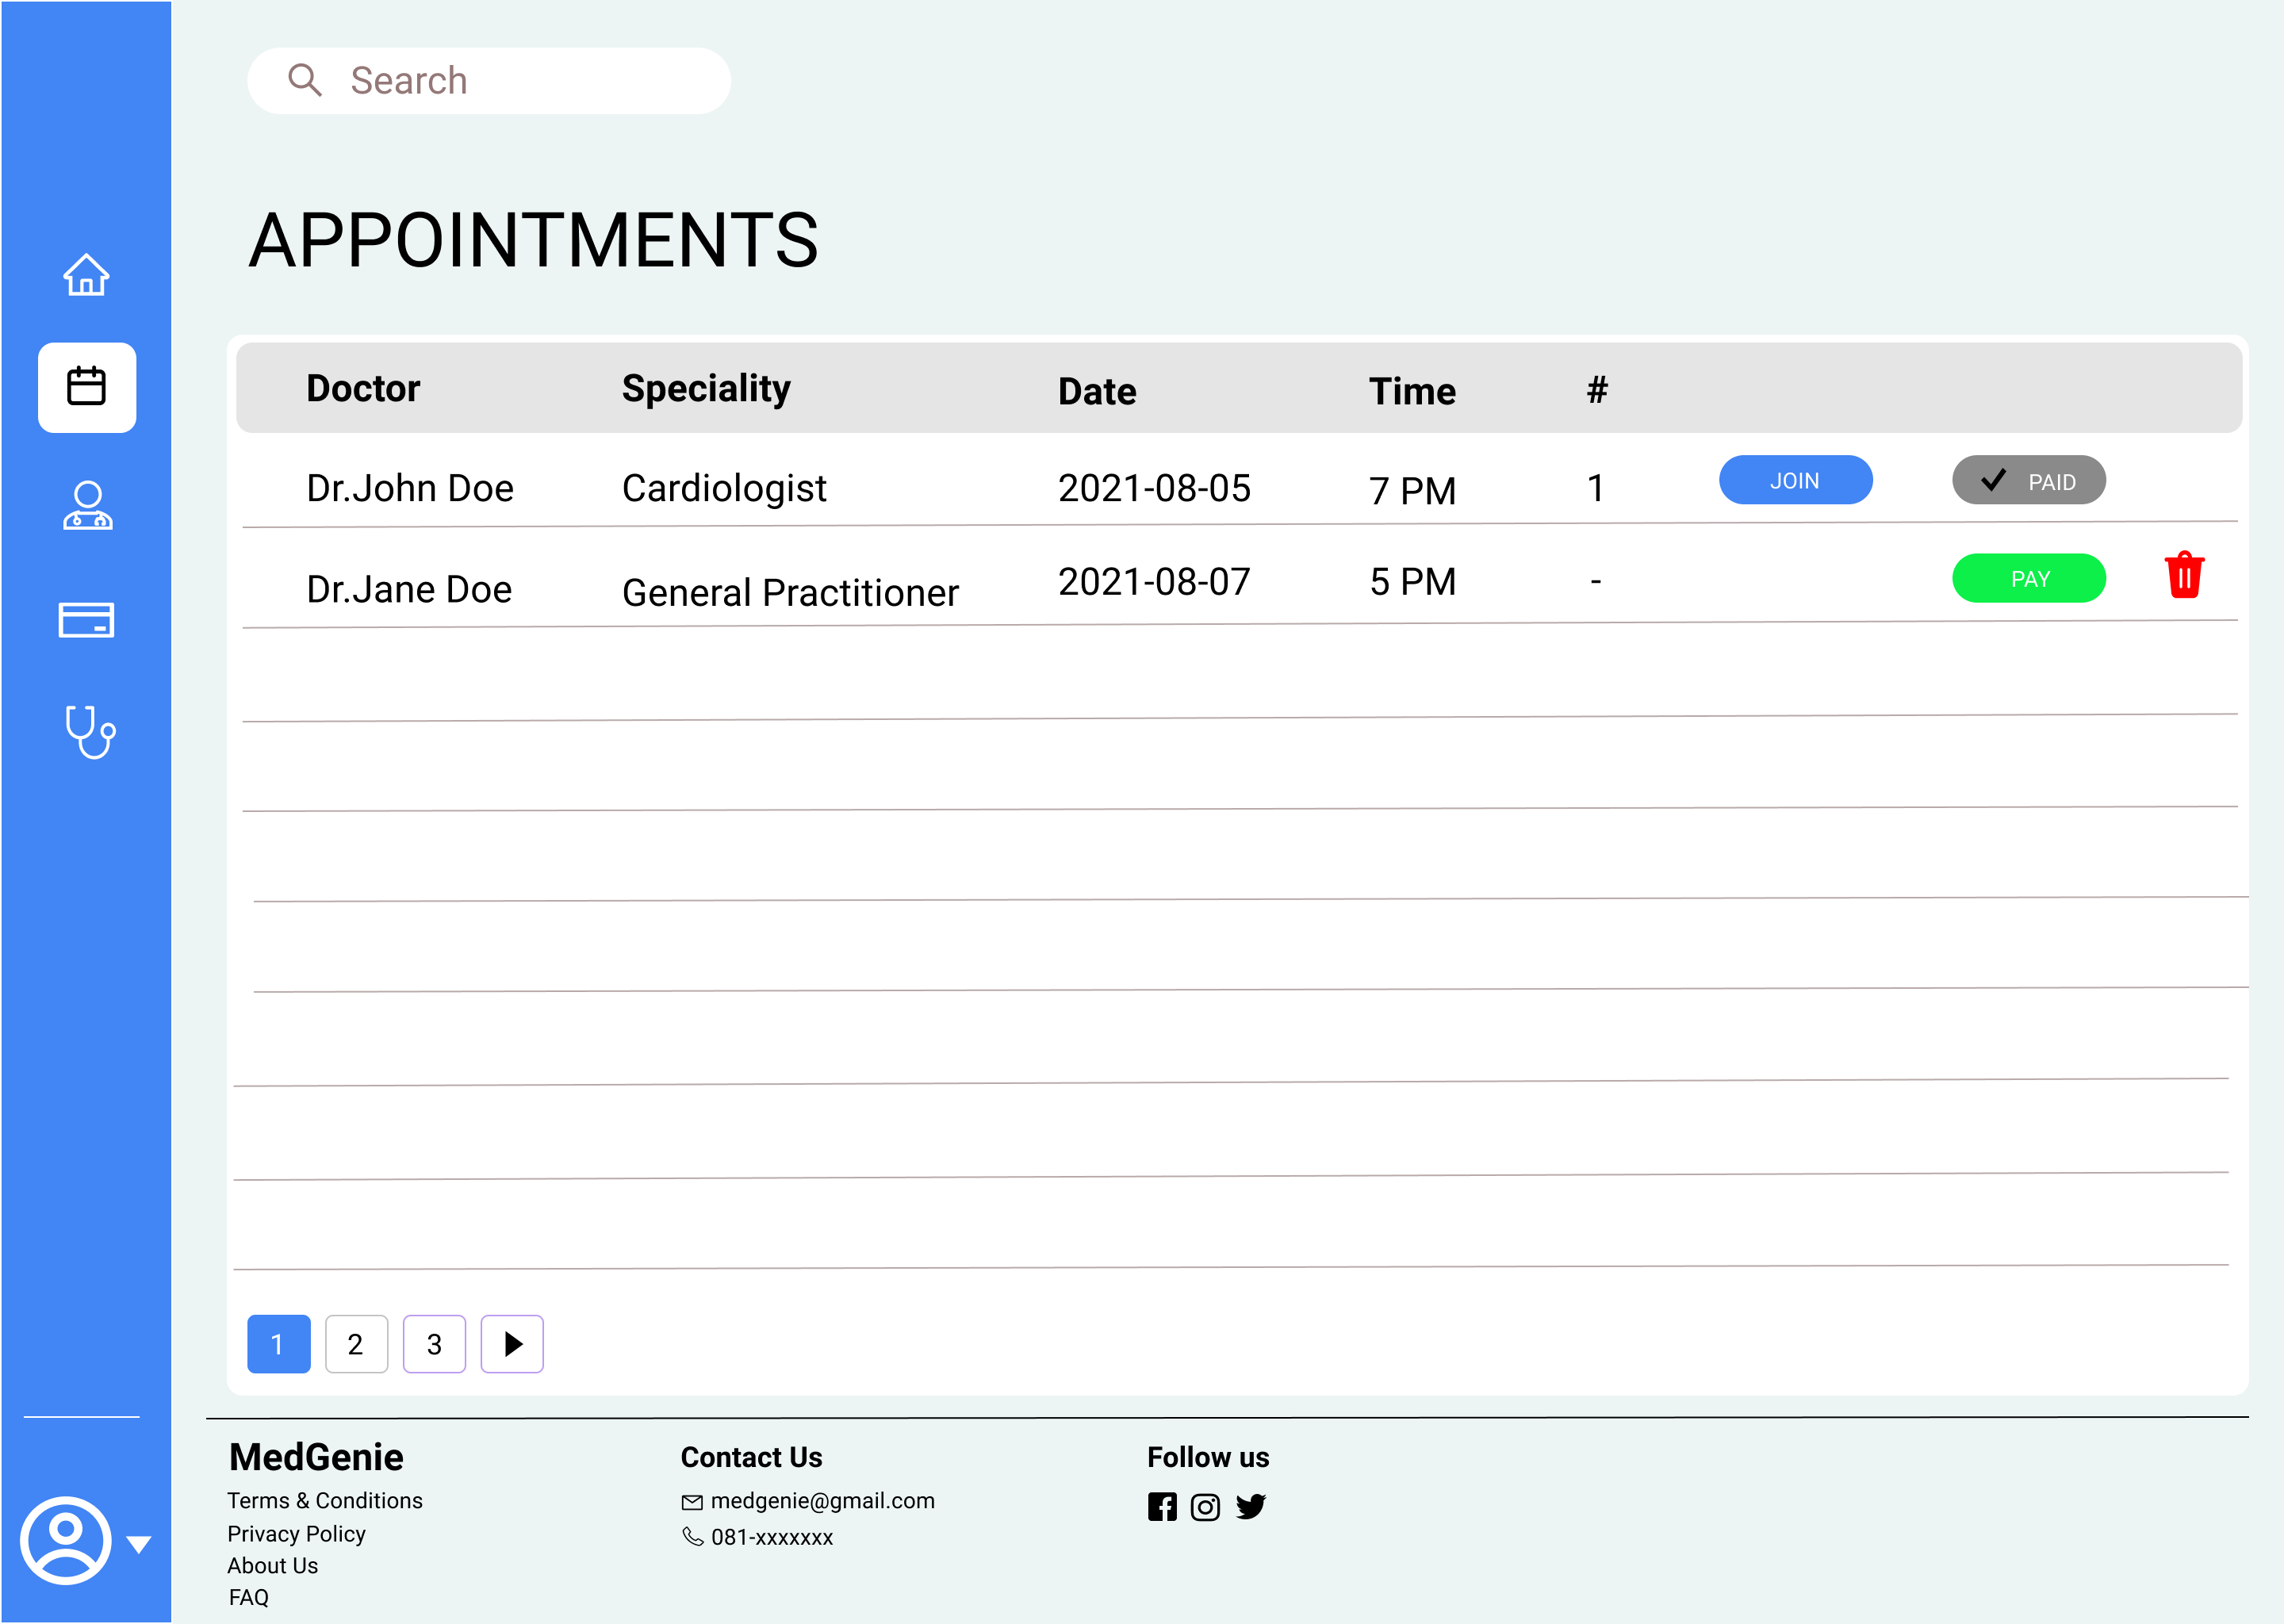 Search
APPOINTMENTS
Doctor Speciality Date Time #
Dr.John Doe Cardiologist 2021-08-05 7 PM 1 JOIN PAID
Dr.Jane Doe General Practitioner 2021-08-07 5 PM - PAY
1 2 3
MedGenie
Terms & Conditions
Privacy Policy
About Us
FAQ
Contact Us
medgenie@gmail.com
081-xxxxxxx
Follow us